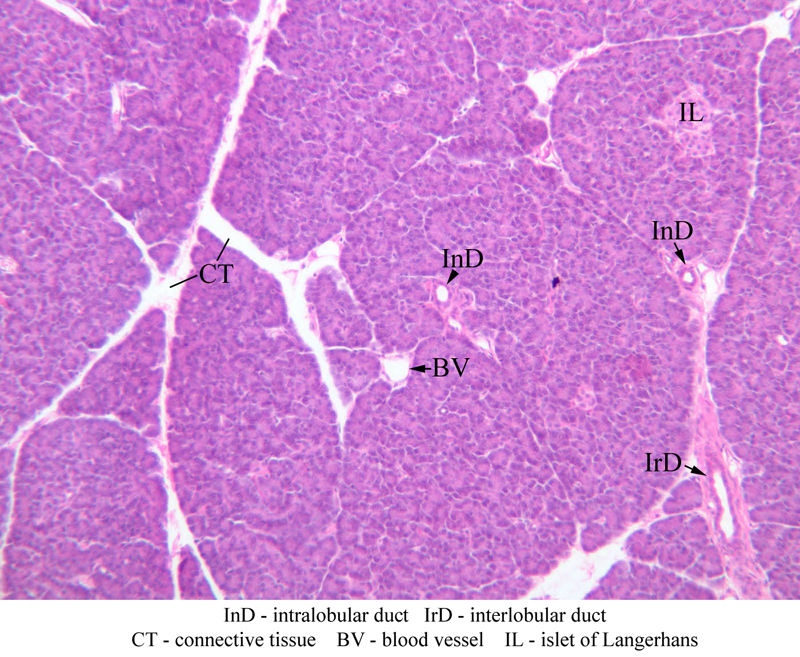 IL
InD
InD
CT
BV
IrD
InD - intralobular duct IrD - interlobular duct
CT - connective tissue BV - blood vessel IL - islet of Langerhans